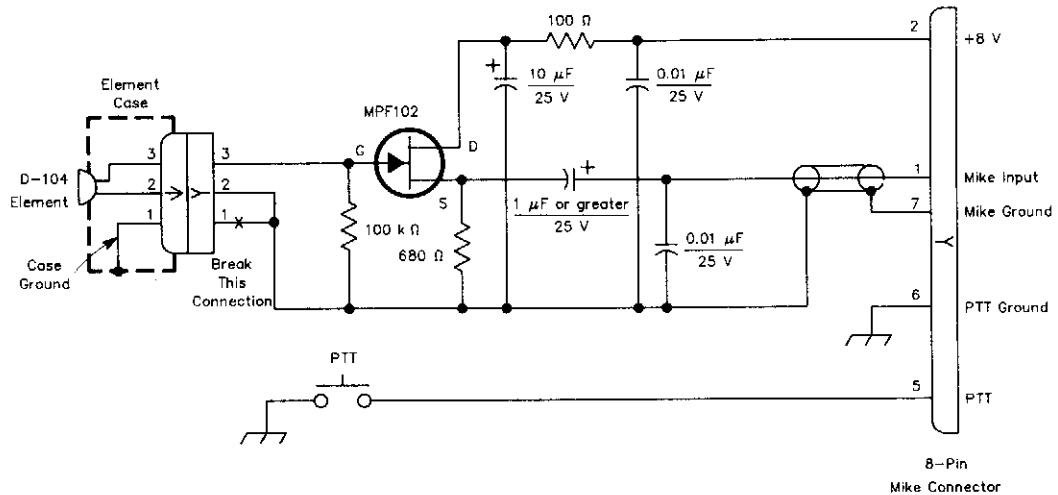 100 Ω
2
+8 V
+
10 µF
25 V
0.01 µF
25 V
Element
Case
MPF102
3
3
G
D
D-104
Element
2
2
S
+
1
Mike Input
1
1
x
1 µF or greater
25 V
7
Mike Ground
100 k Ω
680 Ω
0.01 µF
25 V
Case
Ground
Break
This
Connection
Y
6
PTT Ground
PTT
5
PTT
8-Pin
Mike Connector